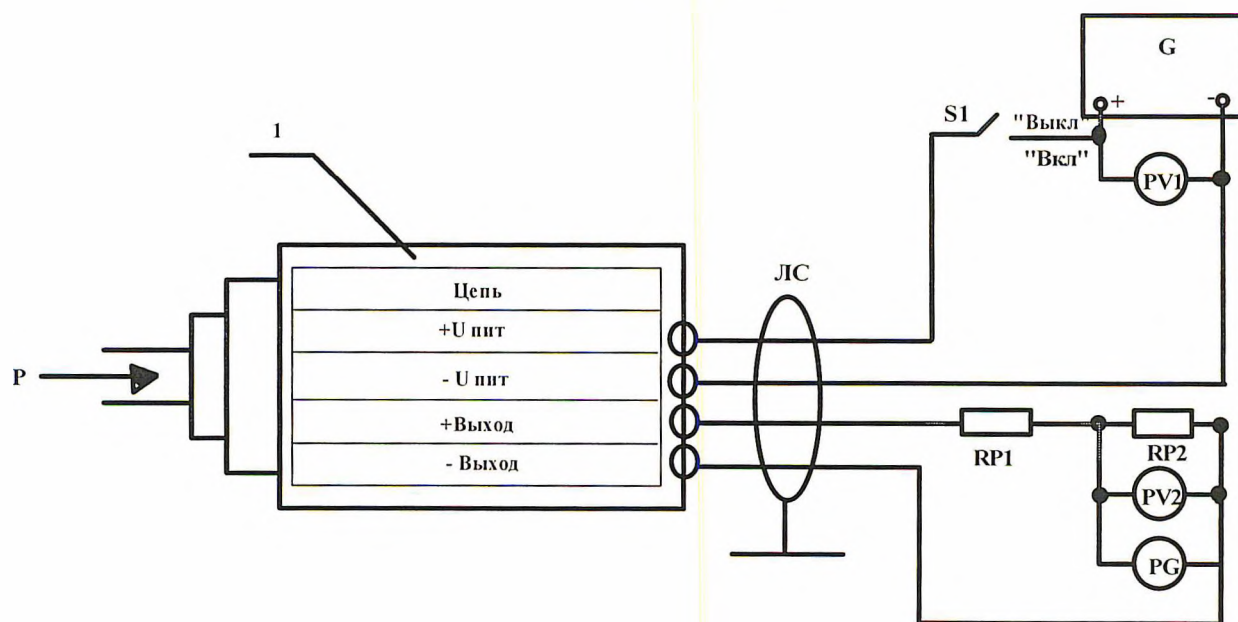 G
+
-
S1
"Выкл"
"Вкл"
PV1
1
ЛС
Цепь
+U пит
- U пит
+Выход
- Выход
P
RP1
RP2
PV2
PG